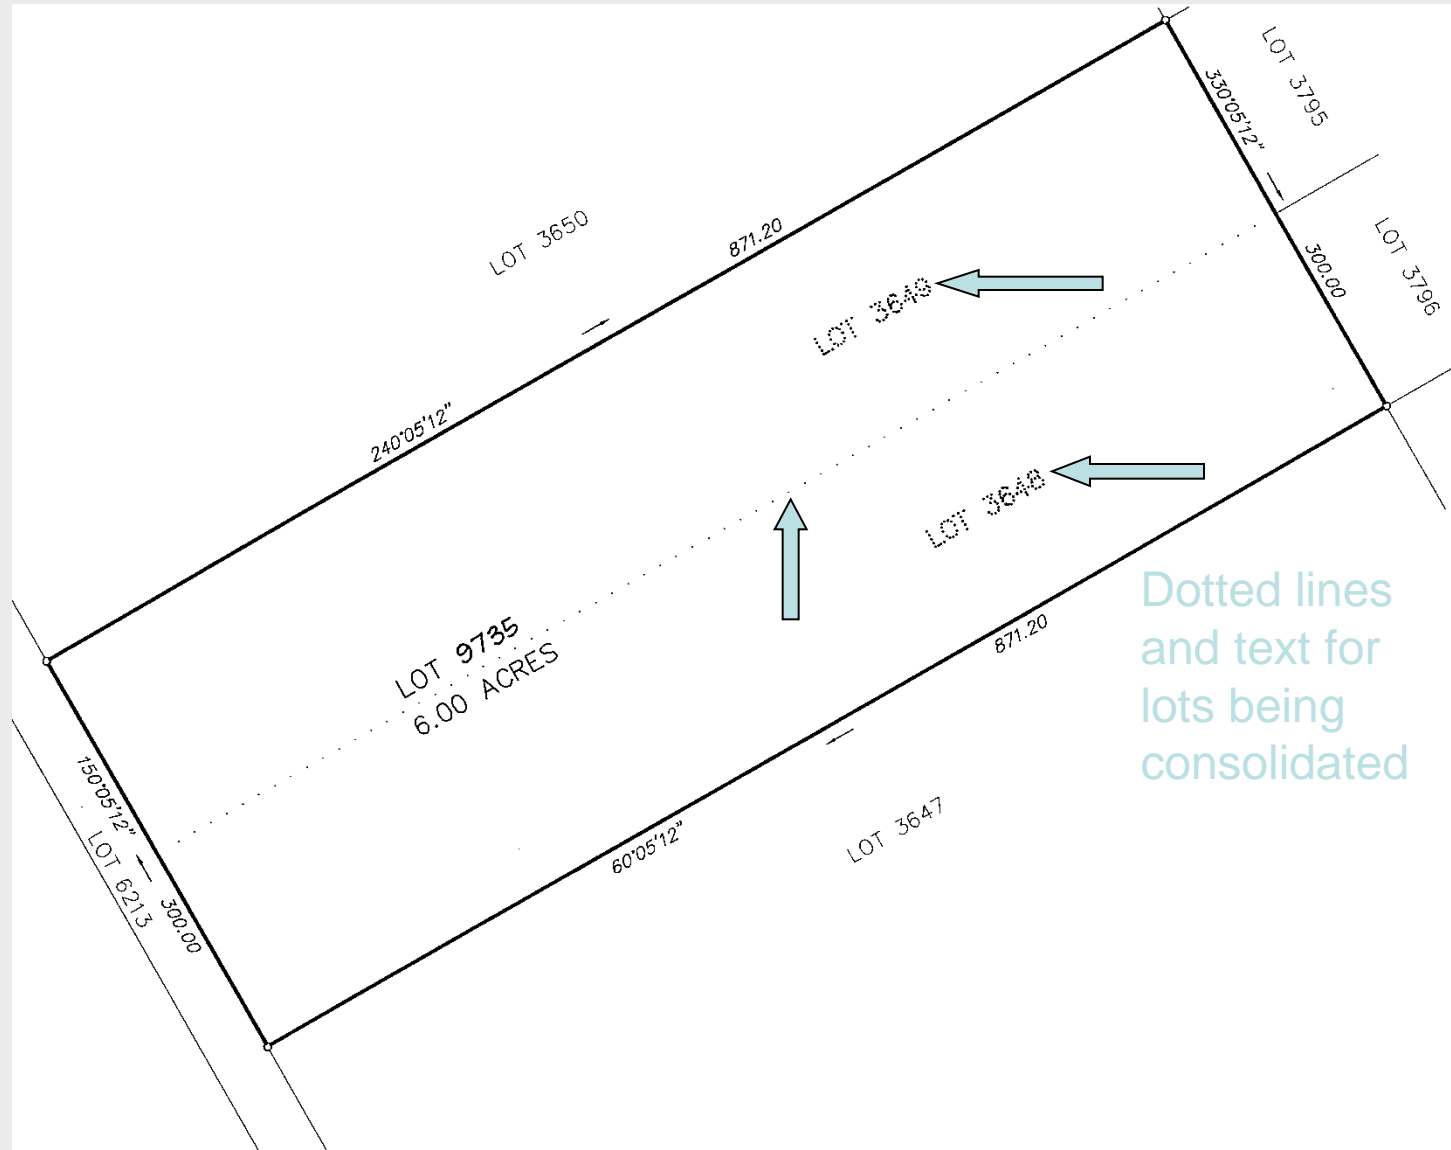 LOT 3795
330°05'12"
LOT 3650
871.20
LOT 3796
300.00
LOT 3649
240°05'12"
LOT 3648
Dotted lines
and text for
lots being
consolidated
LOT 9735
6.00 ACRES
871.20
150°05'12"
LOT 6213
300.00
60°05'12"
LOT 3647